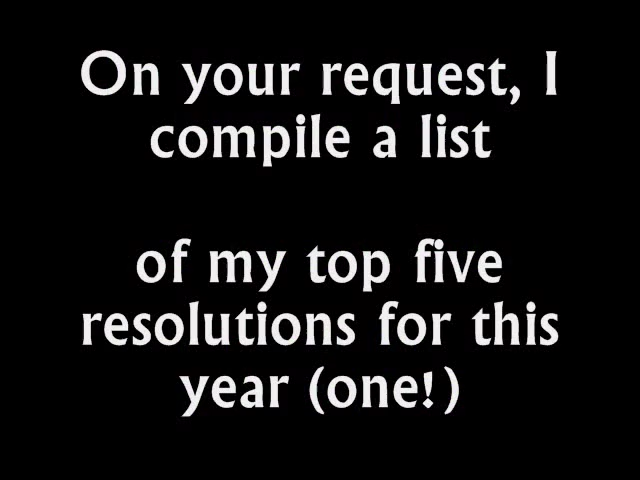 On your request, I
compile a list
of my top five
resolutions for this
year (one!)